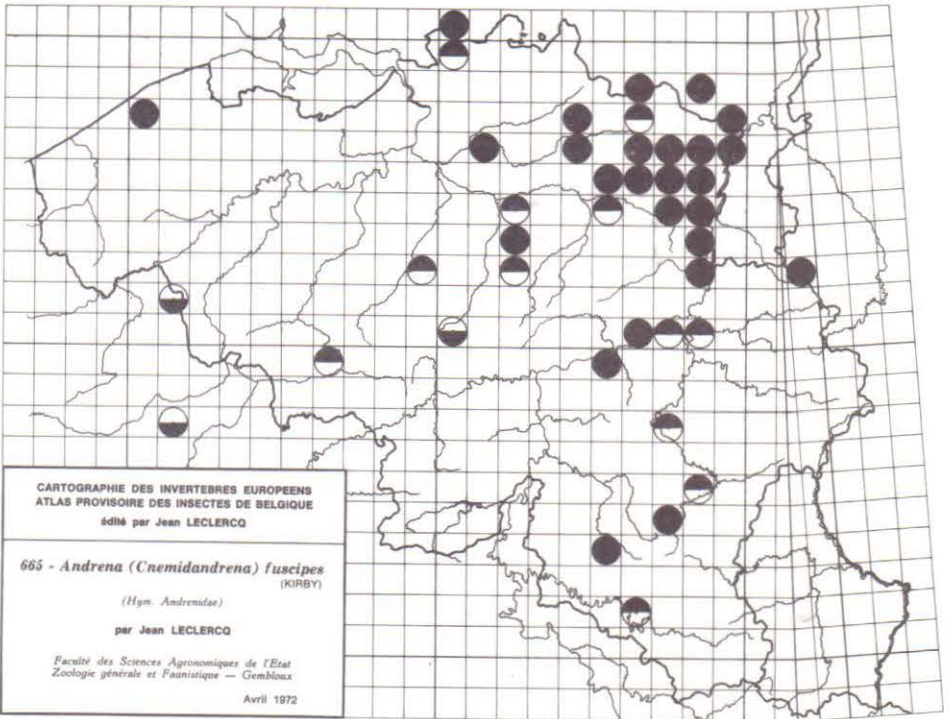 CARTOGRAPHIE DES INVERTEBRES EUROPEENS
ATLAS PROVISOIRE DES INSECTES DE BELGIQUE
édité par Jean LECLERCQ
665 - Andrena (Cnemidandrena) fuscipes
(KIRBY)
(Hym. Andrenidae)
par Jean LECLERCQ
Faculté des Sciences Agronomiques de l'Etat
Zoologie générale et Faunistique — Gembloux
Avril 1972